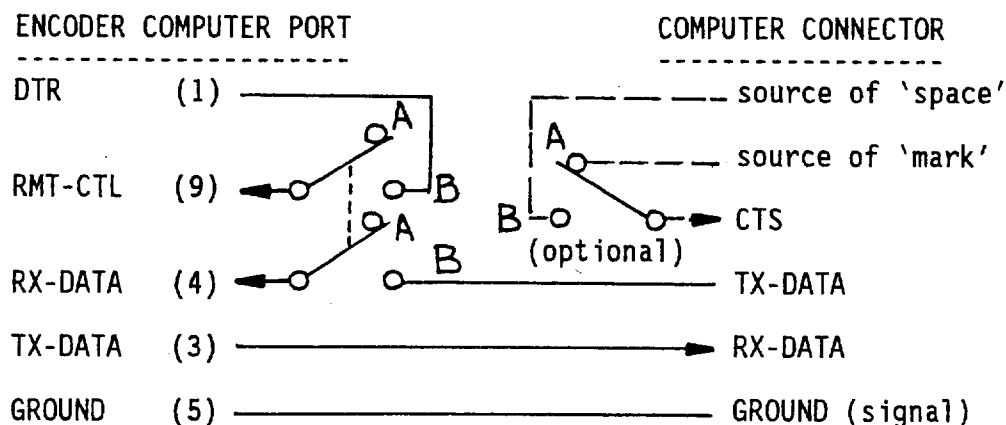 ENCODER COMPUTER PORT COMPUTER CONNECTOR
DTR (1) source of 'space'
A A source of 'mark'
RMT-CTL (9) B B CTS
A (optional)
RX-DATA (4) B TX-DATA
TX-DATA (3) RX-DATA
GROUND (5) GROUND (signal)